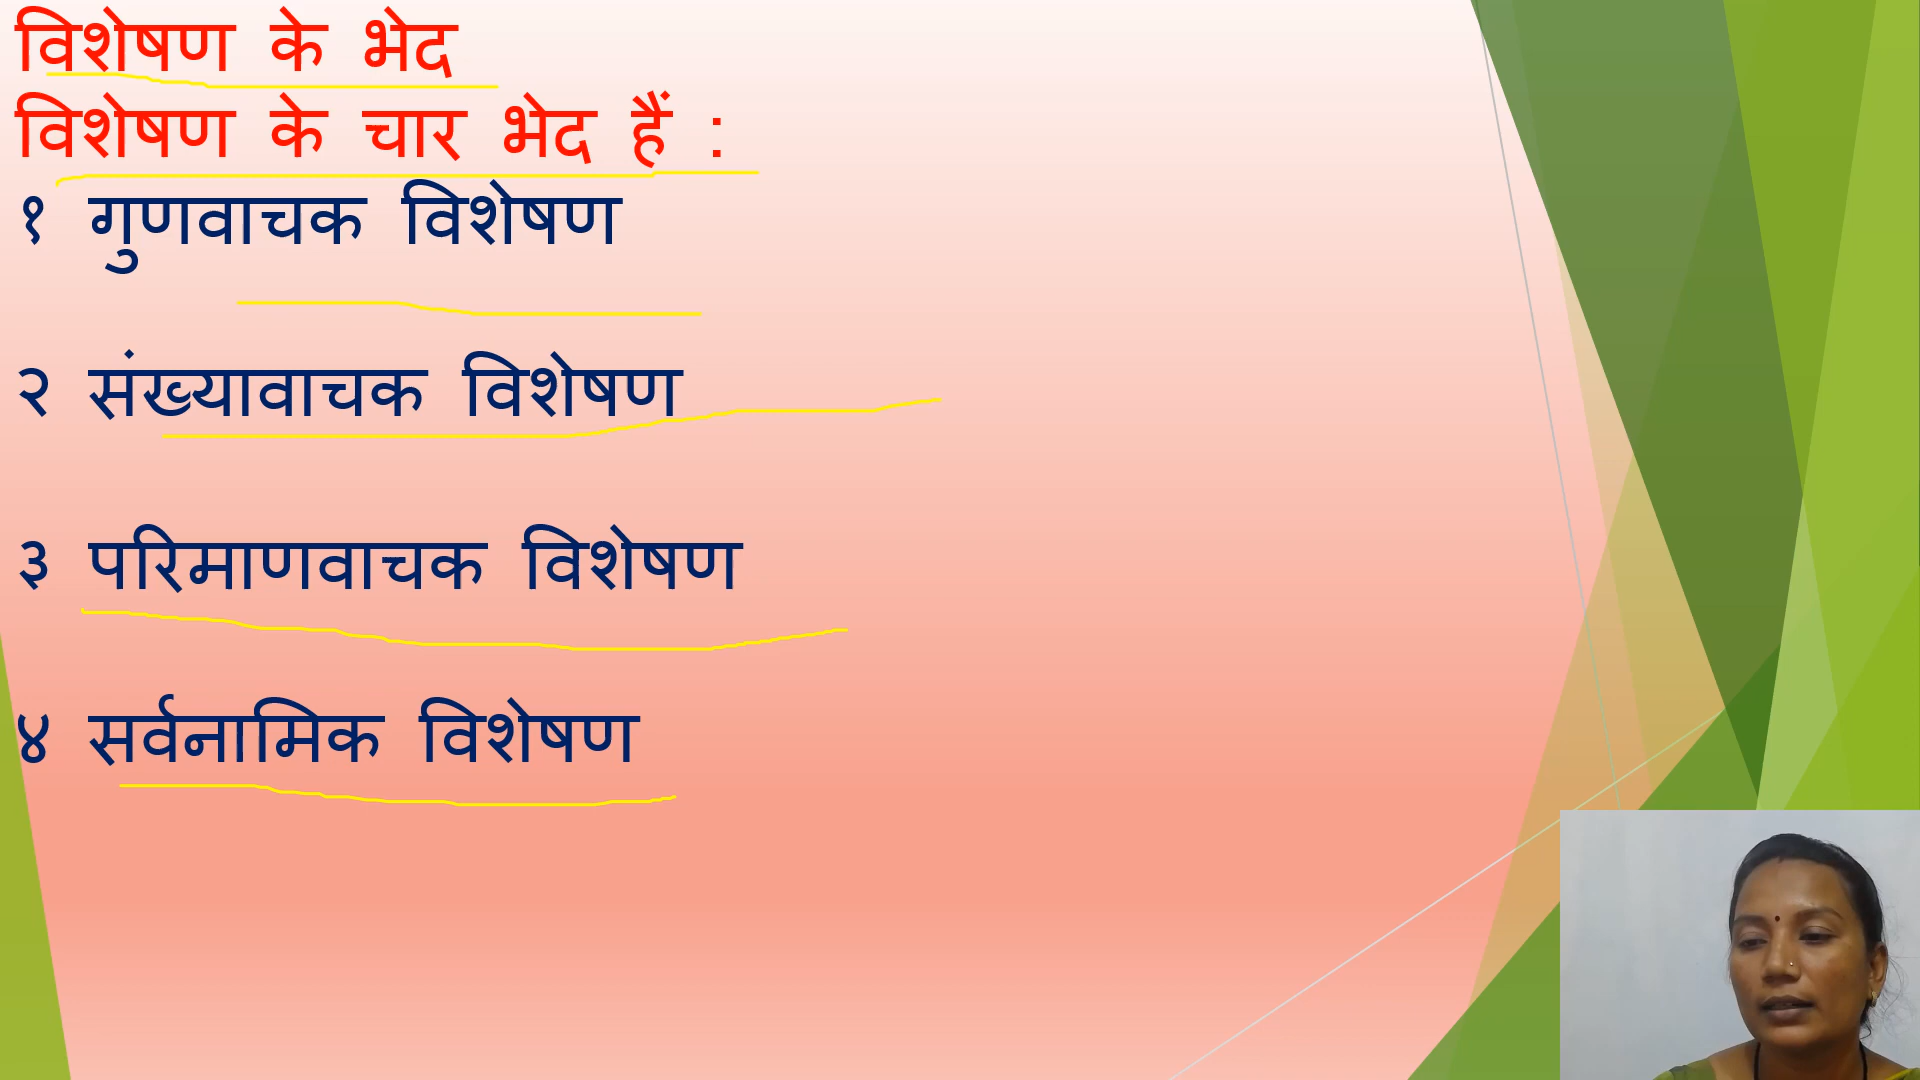 विशेषण के भेद
विशेषण के चार भेद हैं :
१ गुणवाचक विशेषण
२ संख्यावाचक विशेषण
३ परिमाणवाचक विशेषण
४ सर्वनामिक विशेषण